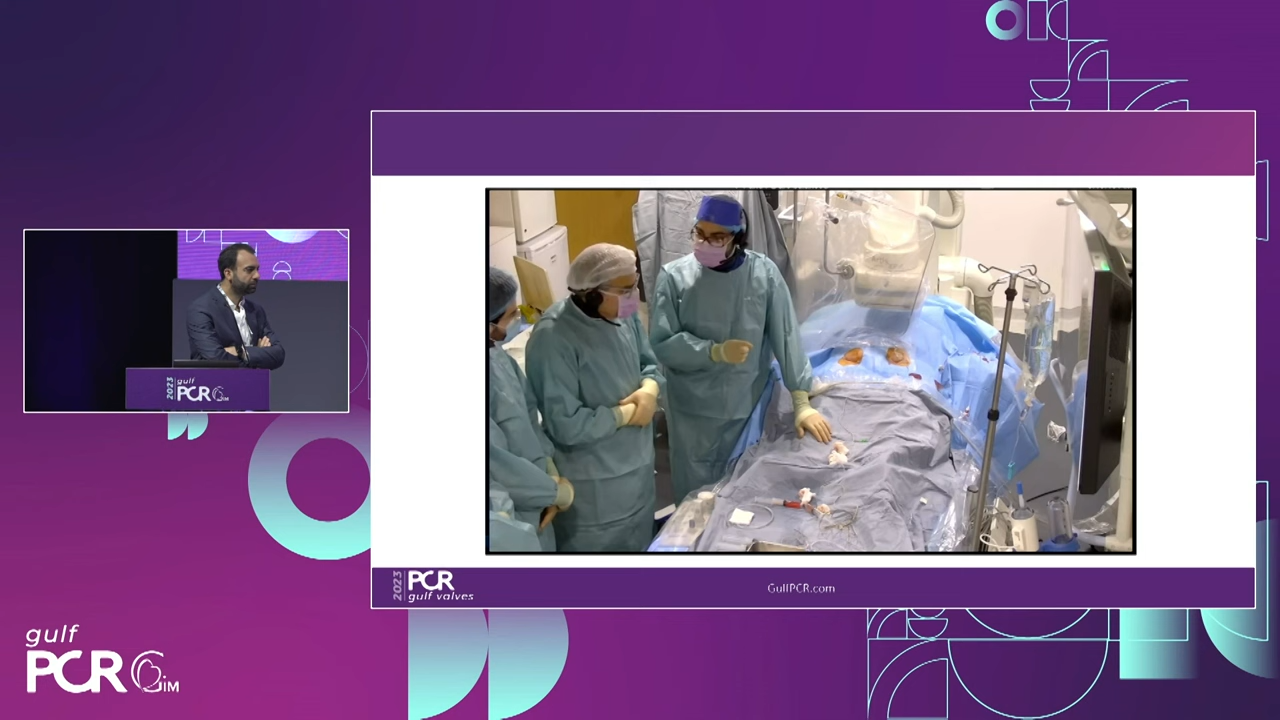 2023
gulf
PCR GIM
2023
PCR
gulf valves
GulfPCR.com
gulf
PCR GIM